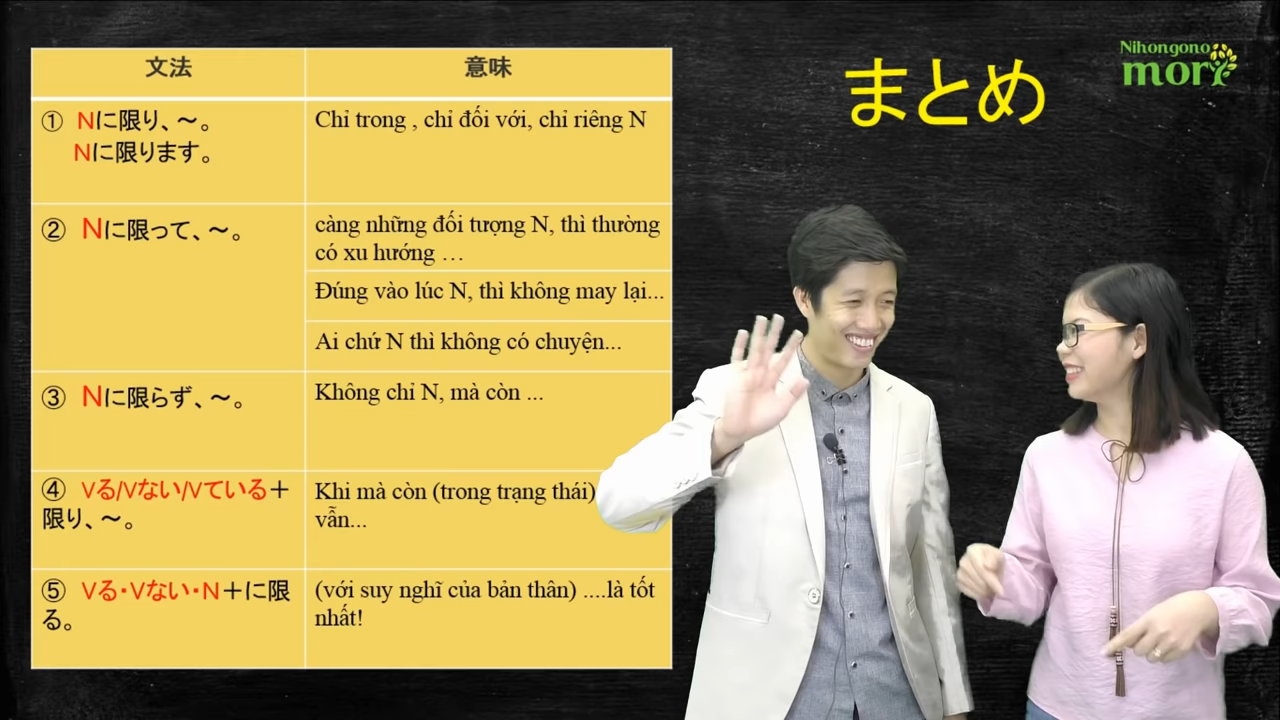 まとめ
Nihongono
mori
文法
意味
① Nに限り、～。
Nに限ります。
Chỉ trong , chỉ đối với, chỉ riêng N
② Nに限って、～。
càng những đối tượng N, thì thường
có xu hướng …
Đúng vào lúc N, thì không may lại...
Ai chứ N thì không có chuyện...
③ Nに限らず、～。
Không chỉ N, mà còn ...
④ Vる/Vない/Vている＋
限り、～。
Khi mà còn (trong trạng thái)
vẫn...
⑤ Vる・Vない・N＋に限
る。
(với suy nghĩ của bản thân) ....là tốt
nhất!